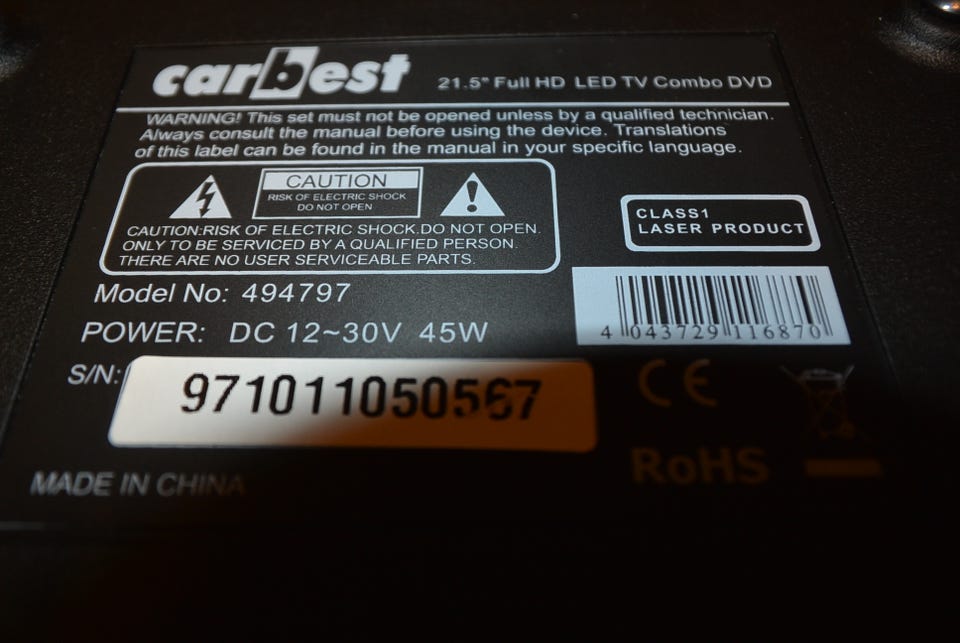 carbest 21.5" Full HD LED TV Combo DVD
WARNING! This set must not be opened unless by a qualified technician.
Always consult the manual before using the device. Translations
of this label can be found in the manual in your specific language.
CAUTION
RISK OF ELECTRIC SHOCK
DO NOT OPEN
CAUTION:RISK OF ELECTRIC SHOCK.DO NOT OPEN.
ONLY TO BE SERVICED BY A QUALIFIED PERSON.
THERE ARE NO USER SERVICEABLE PARTS.
CLASS1
LASER PRODUCT
Model No: 494797
4 043729 116870
POWER: DC 12~30V 45W
S/N: 971011050567
CE
RoHS
MADE IN CHINA